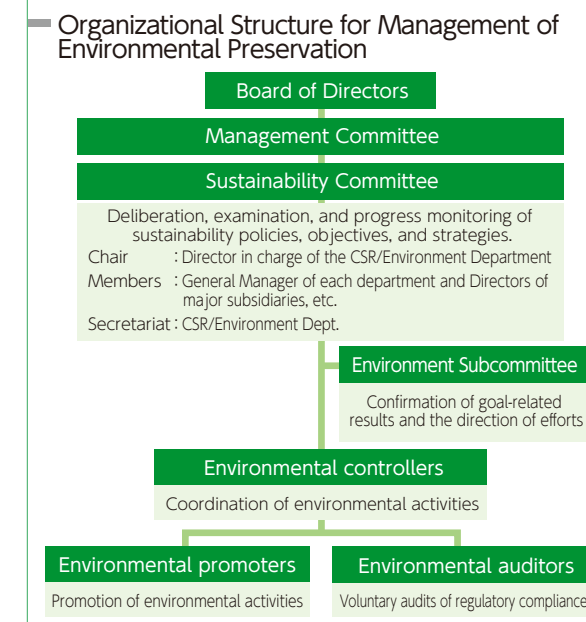 Organizational Structure for Management of
Environmental Preservation
Board of Directors
Management Committee
Sustainability Committee
Deliberation, examination, and progress monitoring of
sustainability policies, objectives, and strategies.
Chair : Director in charge of the CSR/Environment Department
Members : General Manager of each department and Directors of
major subsidiaries, etc.
Secretariat : CSR/Environment Dept.
Environment Subcommittee
Confirmation of goal-related
results and the direction of efforts
Environmental controllers
Coordination of environmental activities
Environmental promoters
Promotion of environmental activities
Environmental auditors
Voluntary audits of regulatory compliance